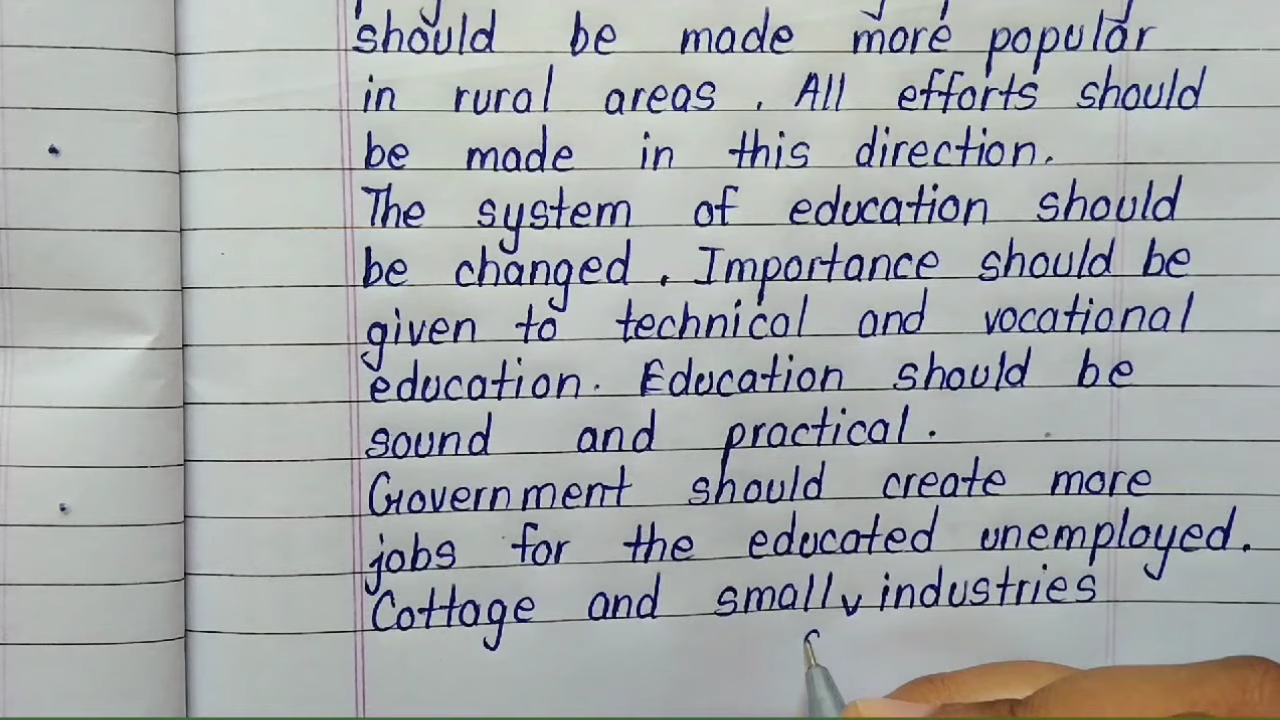 should be made more popular
in rural areas. All efforts should
be made in this direction.
The system of education should
be changed. Importance should be
given to technical and vocational
education. Education should be
sound and practical.
Government should create more
jobs for the educated unemployed.
Cottage and small industries